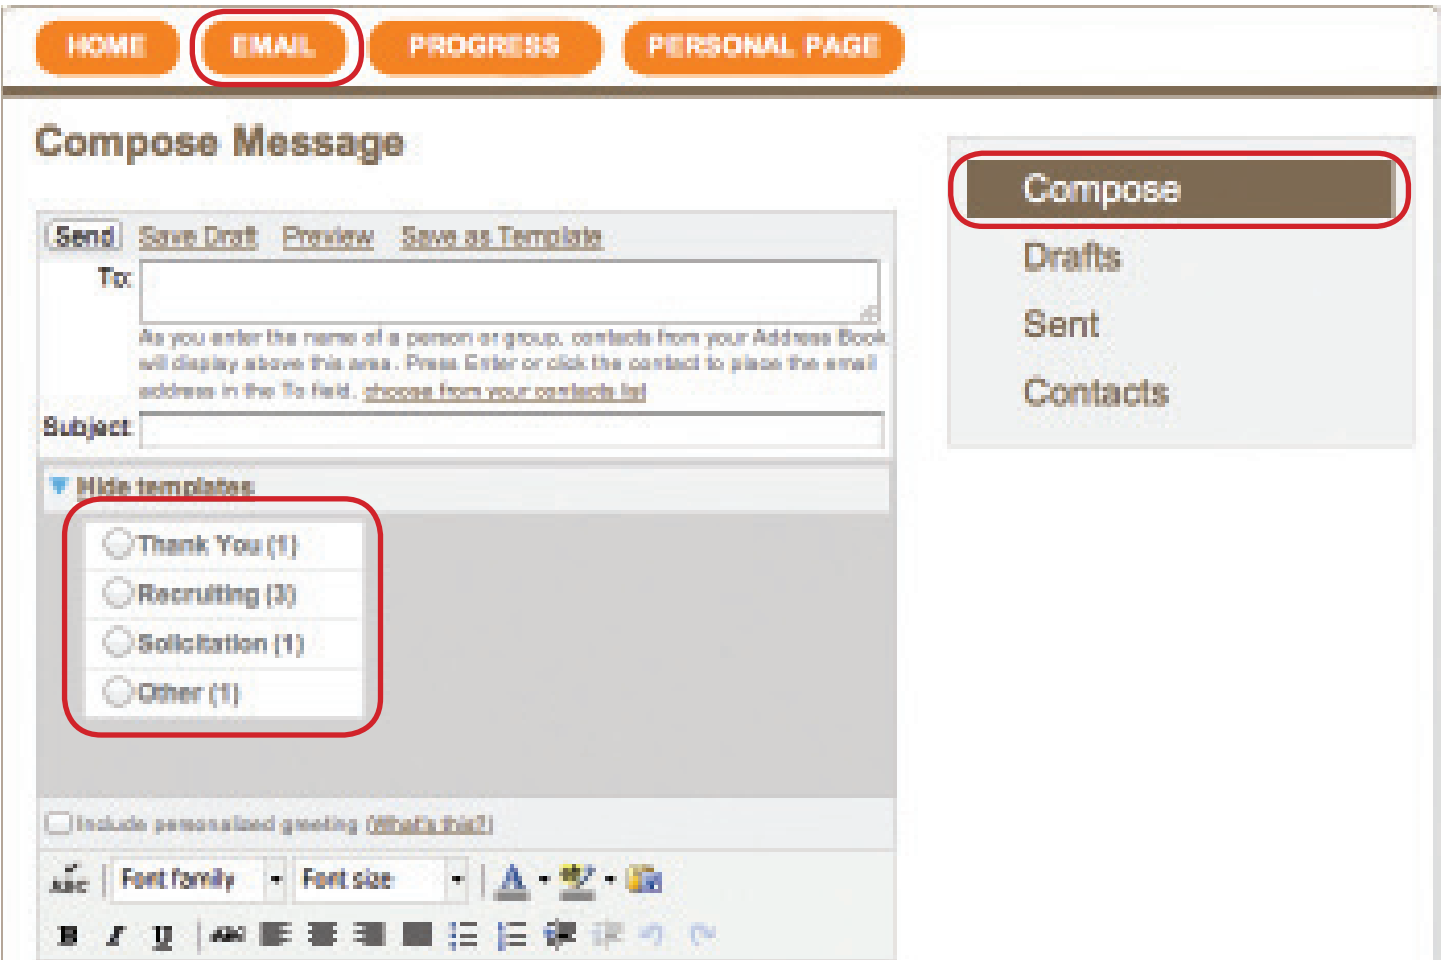 HOME EMAIL PROGRESS PERSONAL PAGE
Compose Message
Send Save Draft Preview Save as Template
To:
As you enter the name of a person or group, contacts from your Address Book
will display above this area. Press Enter or click the contact to place the email
address in the To field. choose from your contacts list
Subject
Hide templates
Thank You (1)
Recruiting (3)
Solicitation (1)
Other (1)
Include personalized greeting (What's this?)
ABC Font family Font size A ab
B I U ABC
Compose
Drafts
Sent
Contacts